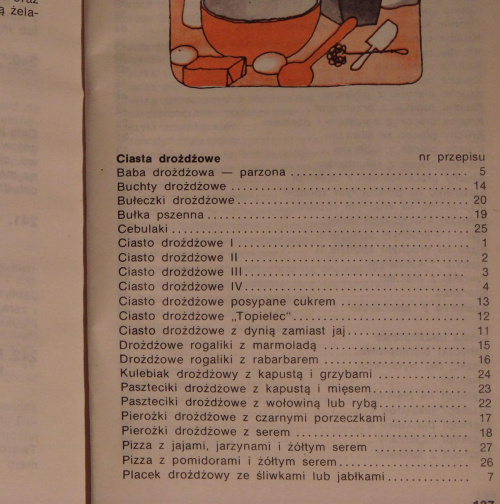 ą żela-
Ciasta drożdżowe nr przepisu
Baba drożdżowa — parzona 5
Buchty drożdżowe 14
Bułeczki drożdżowe 20
Bułka pszenna 19
Cebulaki 25
Ciasto drożdżowe I 1
Ciasto drożdżowe II 2
Ciasto drożdżowe III 3
Ciasto drożdżowe IV 4
Ciasto drożdżowe posypane cukrem 13
Ciasto drożdżowe „Topielec" 12
Ciasto drożdżowe z dynią zamiast jaj 11
Drożdżowe rogaliki z marmoladą 15
Drożdżowe rogaliki z rabarbarem 16
Kulebiak drożdżowy z kapustą i grzybami 24
Paszteciki drożdżowe z kapustą i mięsem 23
Paszteciki drożdżowe z wołowiną lub rybą 22
Pierożki drożdżowe z czarnymi porzeczkami 17
Pierożki drożdżowe z serem 18
Pizza z jajami, jarzynami i żółtym serem 27
Pizza z pomidorami i żółtym serem 26
Placek drożdżowy ze śliwkami lub jabłkami 7